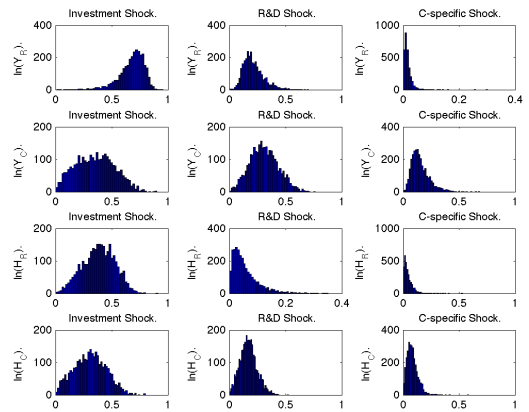 Investment Shock. R&D Shock. C-specific Shock.
ln(Y_R). 400 200 0 0 0.5 1
ln(Y_R). 400 200 0 0 0.5 1
ln(Y_R). 1000 500 0 0 0.2 0.4
Investment Shock. R&D Shock. C-specific Shock.
ln(Y_C). 200 100 0 0 0.5 1
ln(Y_C). 200 100 0 0 0.5 1
ln(Y_C). 400 200 0 0 0.5 1
Investment Shock. R&D Shock. C-specific Shock.
ln(H_R). 200 100 0 0 0.5 1
ln(H_R). 400 200 0 0 0.2 0.4
ln(H_R). 1000 500 0 0 0.5 1
Investment Shock. R&D Shock. C-specific Shock.
ln(H_C). 200 100 0 0 0.5 1
ln(H_C). 200 100 0 0 0.5 1
ln(H_C). 400 200 0 0 0.5 1